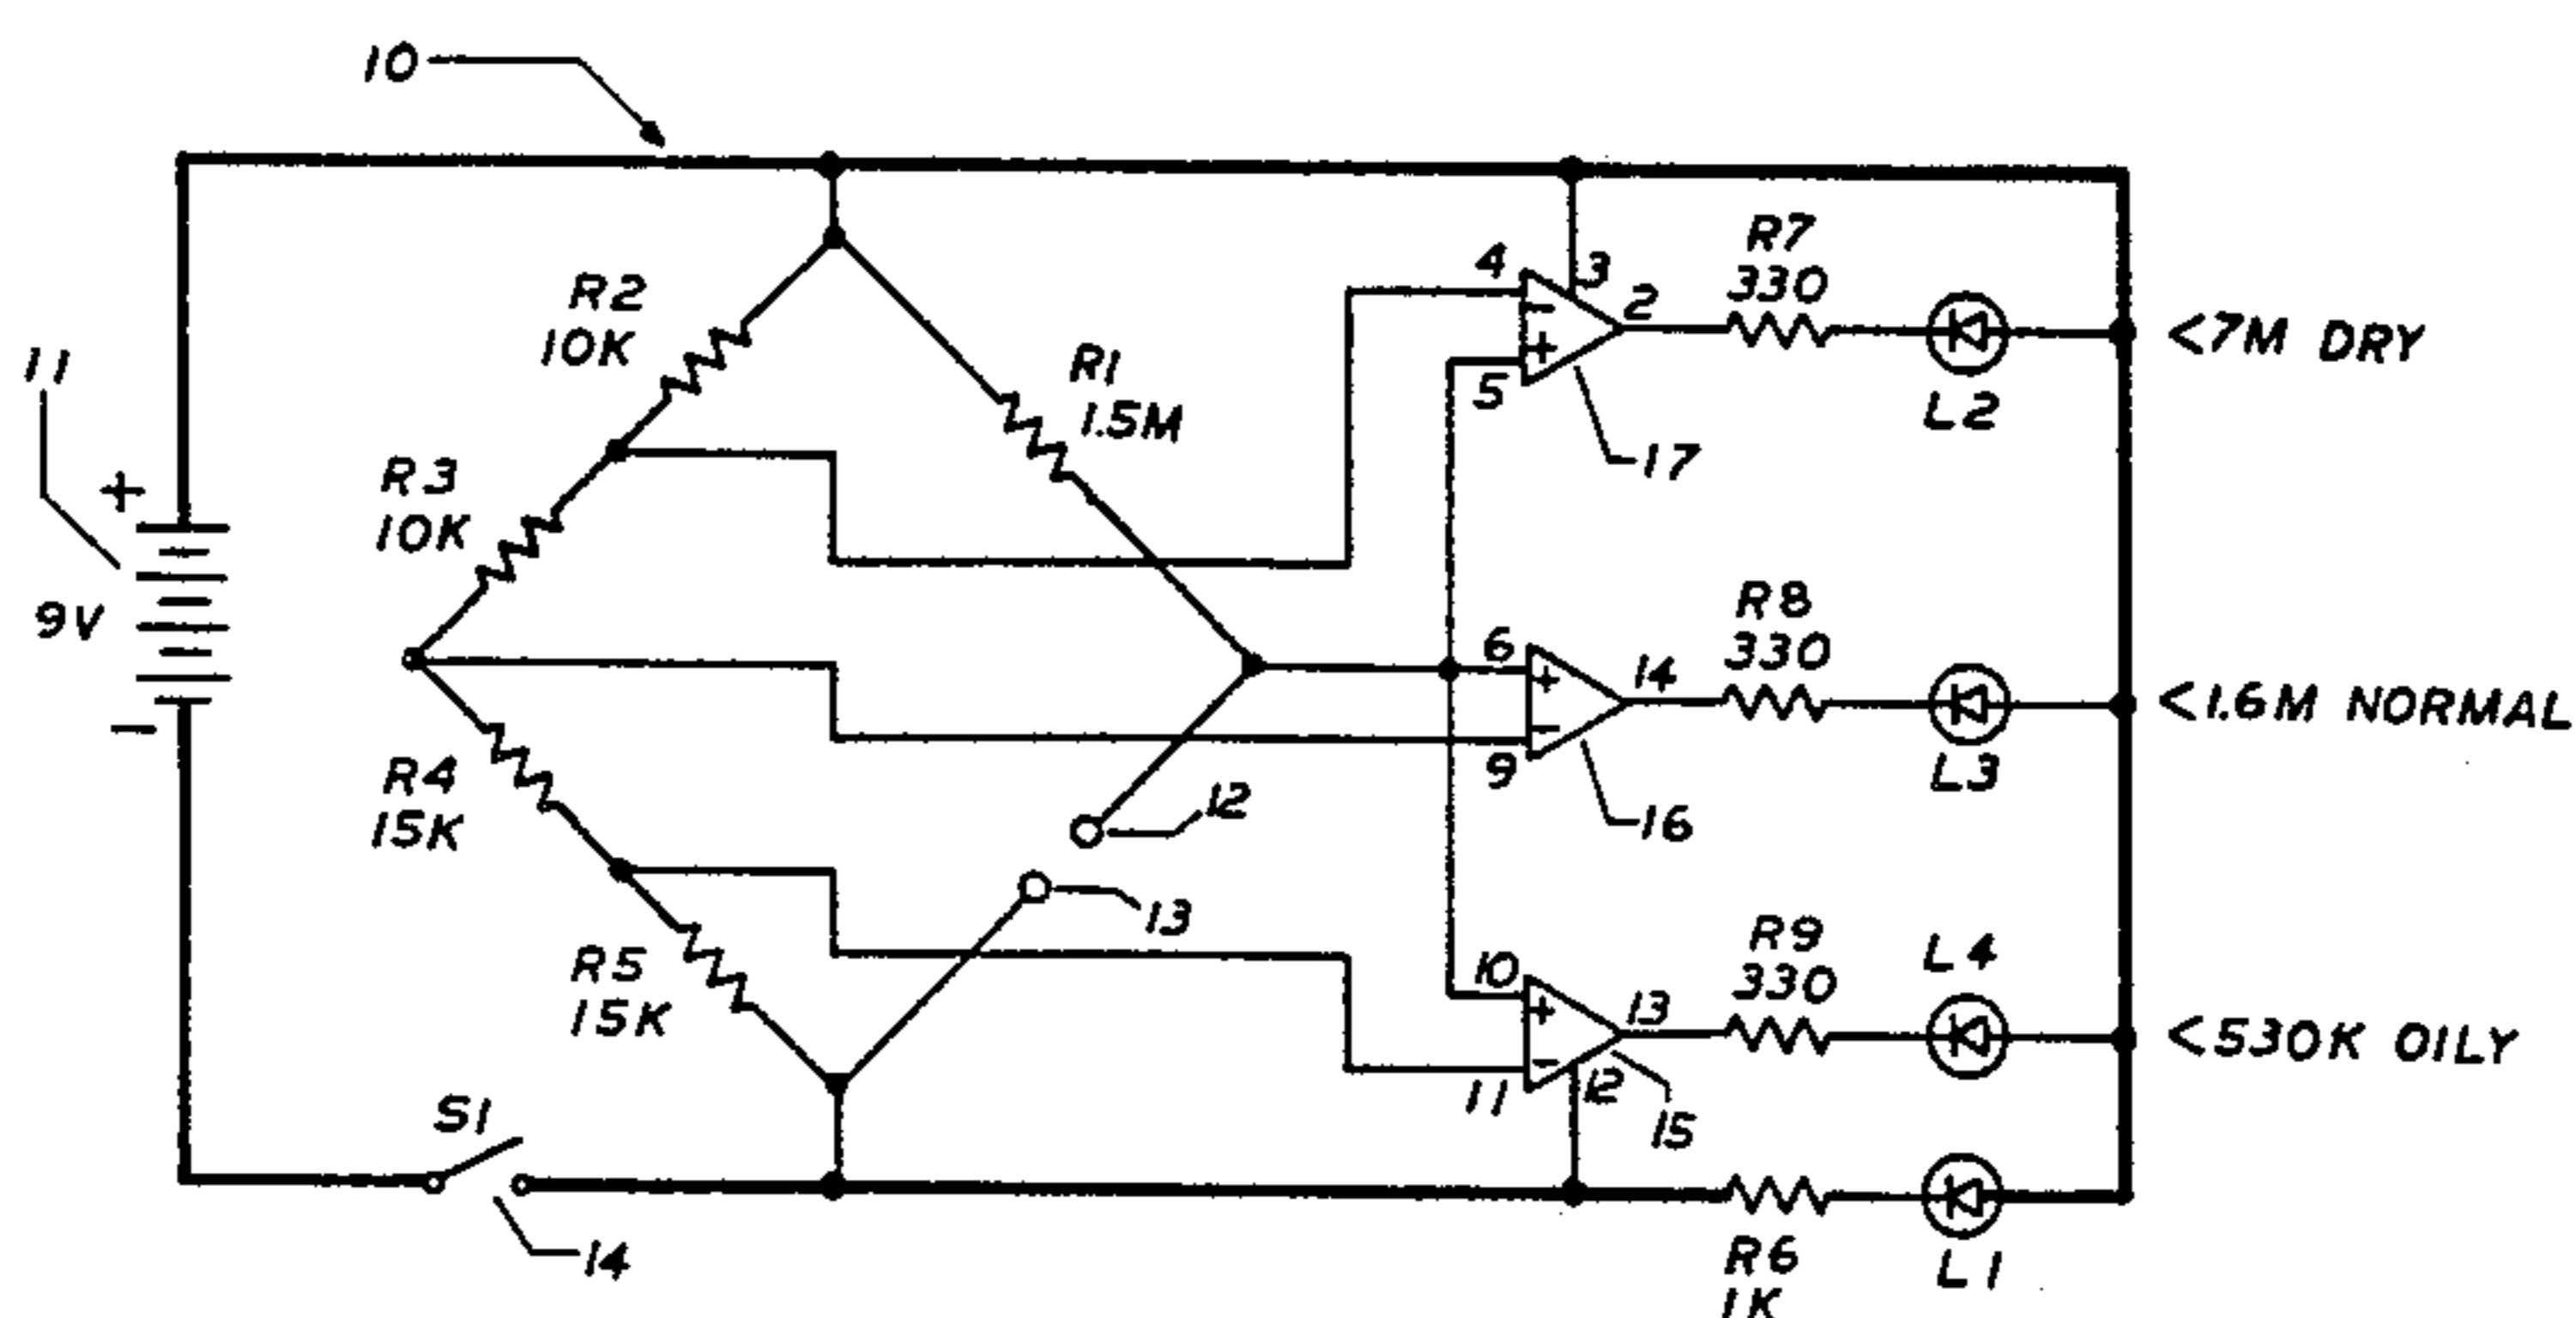 10
11
+
9V
−
R2
10K
R3
10K
R1
1.5M
R4
15K
R5
15K
12
13
S1
14
4
3
2
5
17
R7
330
L2
<7M DRY
6
14
9
16
R8
330
L3
<1.6M NORMAL
10
13
11
12
15
R9
330
L4
<530K OILY
R6
1K
L1